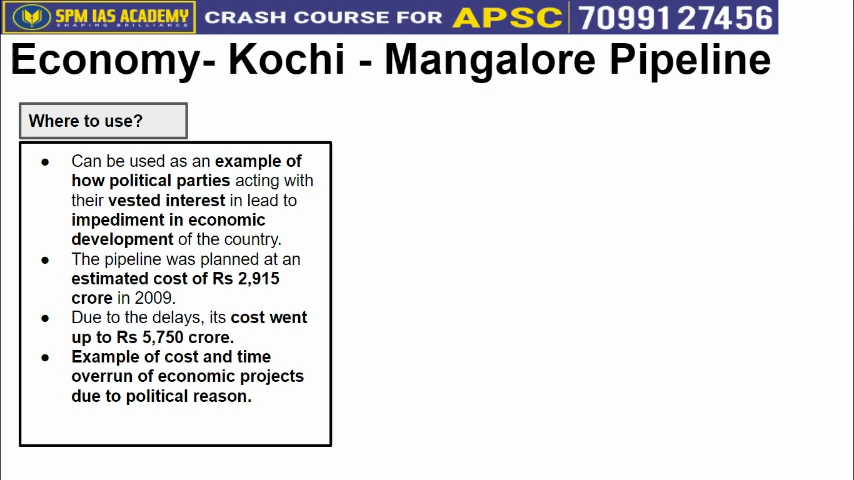 SPM IAS ACADEMY
SHAPING BRILLIANCE
CRASH COURSE FOR APSC 7099127456
Economy- Kochi - Mangalore Pipeline
Where to use?
● Can be used as an example of
how political parties acting with
their vested interest in lead to
impediment in economic
development of the country.
● The pipeline was planned at an
estimated cost of Rs 2,915
crore in 2009.
● Due to the delays, its cost went
up to Rs 5,750 crore.
● Example of cost and time
overrun of economic projects
due to political reason.